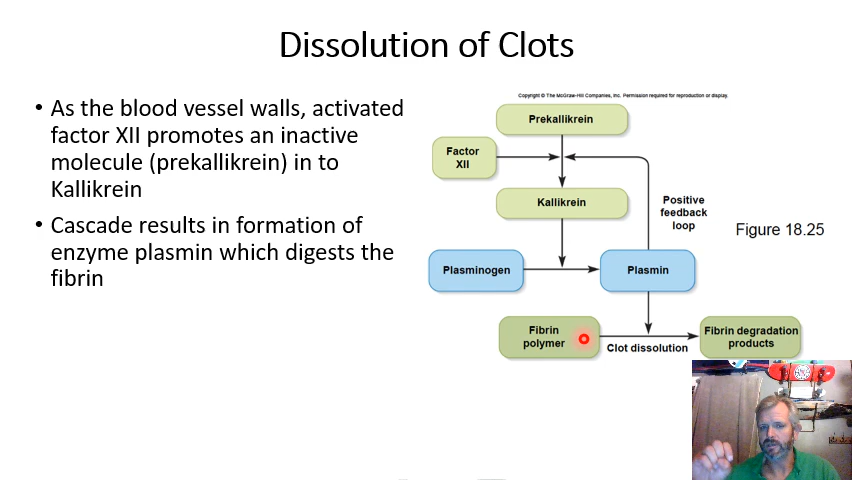 Dissolution of Clots
• As the blood vessel walls, activated
factor XII promotes an inactive
molecule (prekallikrein) in to
Kallikrein
• Cascade results in formation of
enzyme plasmin which digests the
fibrin
Copyright © The McGraw-Hill Companies, Inc. Permission required for reproduction or display.
Prekallikrein
Factor
XII
Kallikrein
Positive
feedback
loop
Figure 18.25
Plasminogen
Plasmin
Fibrin
polymer
Clot dissolution
Fibrin degradation
products